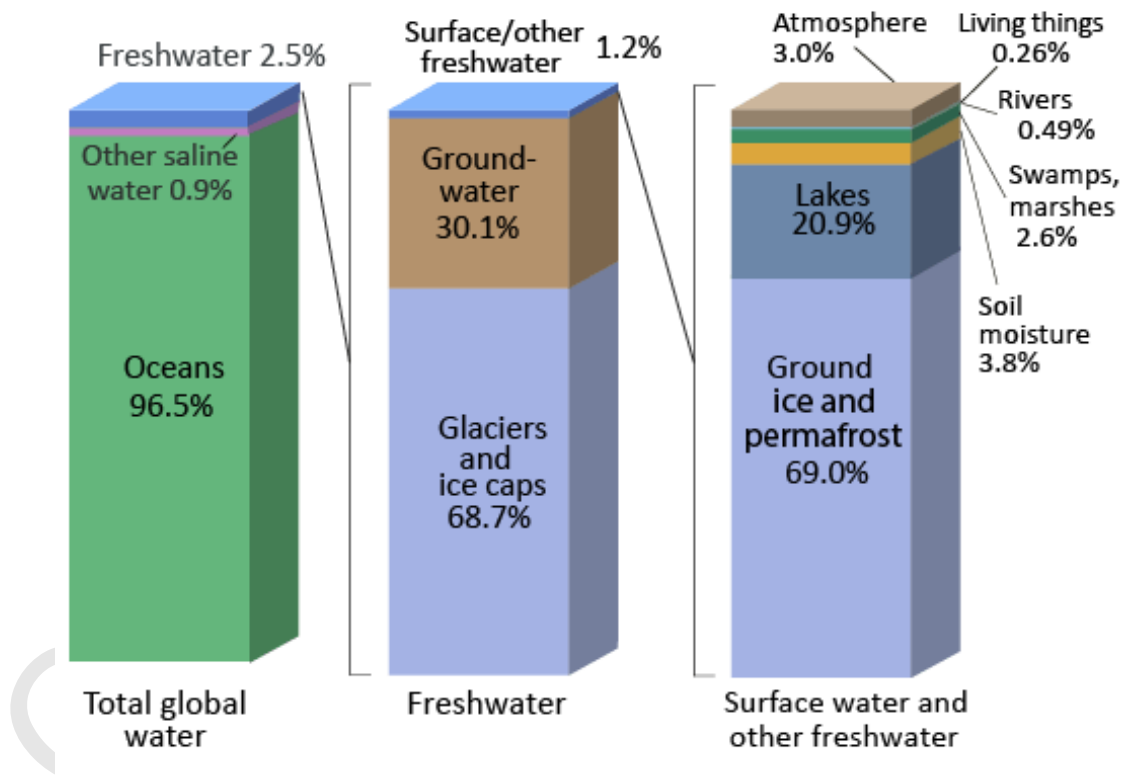 Freshwater 2.5%
Other saline
water 0.9%
Oceans
96.5%
Total global
water
Surface/other
freshwater
1.2%
Ground-
water
30.1%
Glaciers
and
ice caps
68.7%
Freshwater
Atmosphere
3.0%
Living things
0.26%
Rivers
0.49%
Swamps,
marshes
2.6%
Soil
moisture
3.8%
Lakes
20.9%
Ground
ice and
permafrost
69.0%
Surface water and
other freshwater